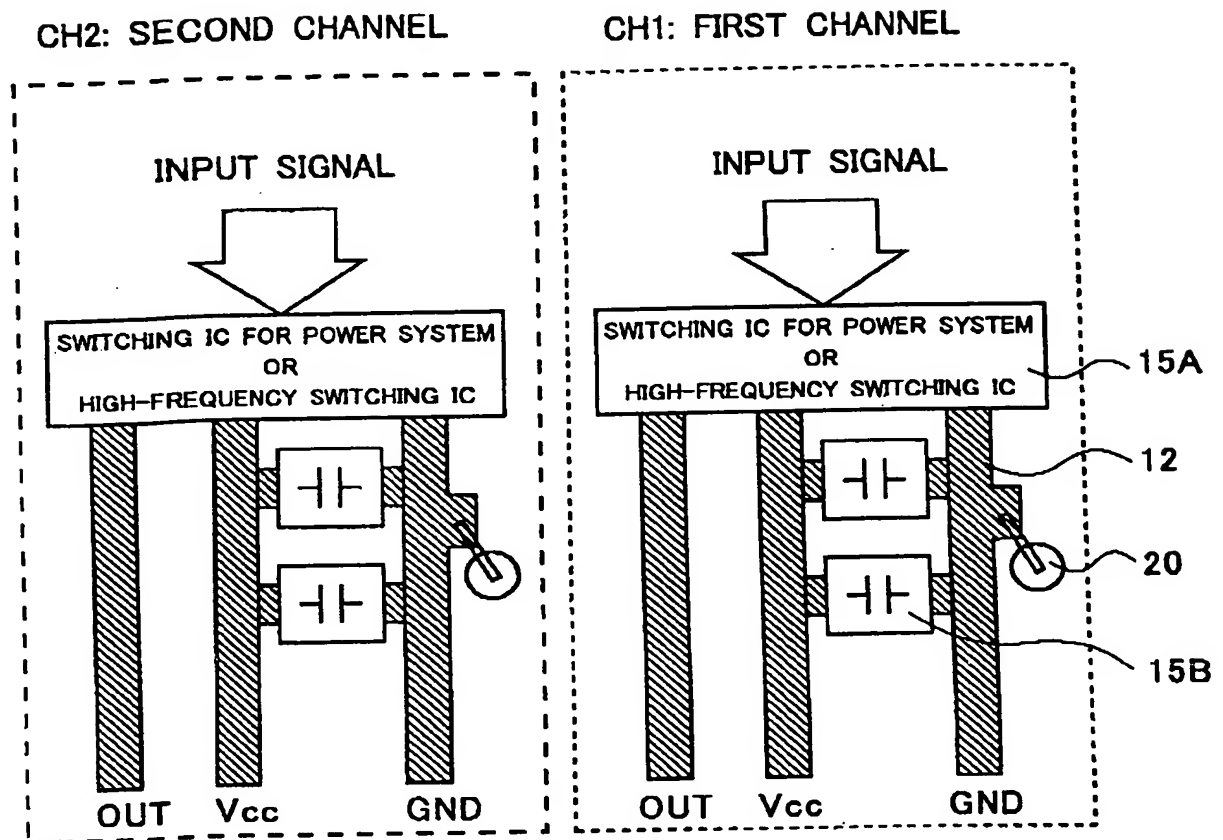 CH2: SECOND CHANNEL
INPUT SIGNAL
SWITCHING IC FOR POWER SYSTEM
OR
HIGH-FREQUENCY SWITCHING IC
OUT
Vcc
GND
CH1: FIRST CHANNEL
INPUT SIGNAL
SWITCHING IC FOR POWER SYSTEM
OR
HIGH-FREQUENCY SWITCHING IC
15A
12
20
15B
OUT
Vcc
GND